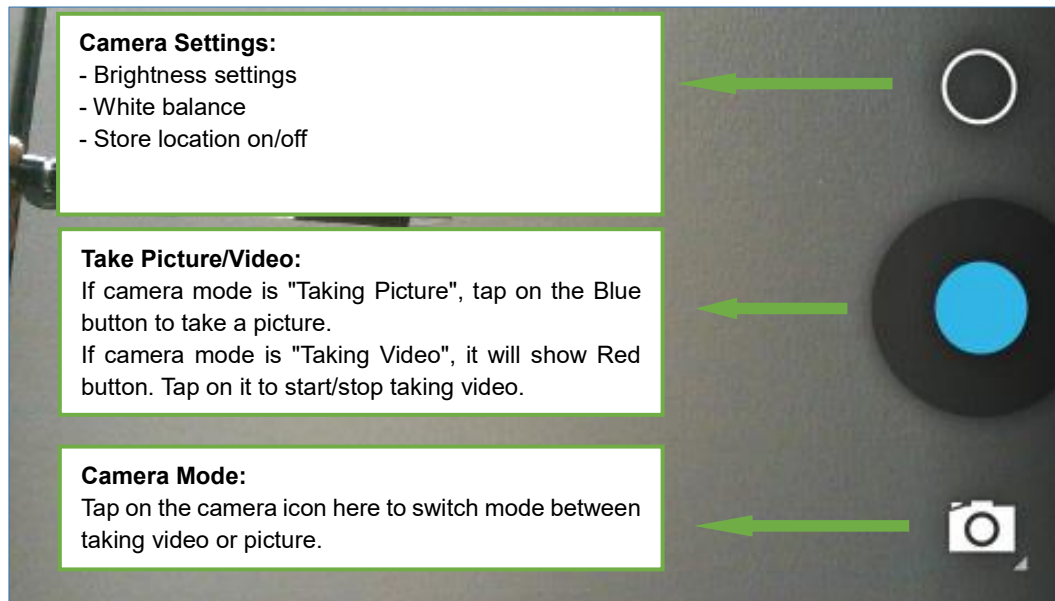 Camera Settings:
- Brightness settings
- White balance
- Store location on/off
Take Picture/Video:
If camera mode is "Taking Picture", tap on the Blue
button to take a picture.
If camera mode is "Taking Video", it will show Red
button. Tap on it to start/stop taking video.
Camera Mode:
Tap on the camera icon here to switch mode between
taking video or picture.